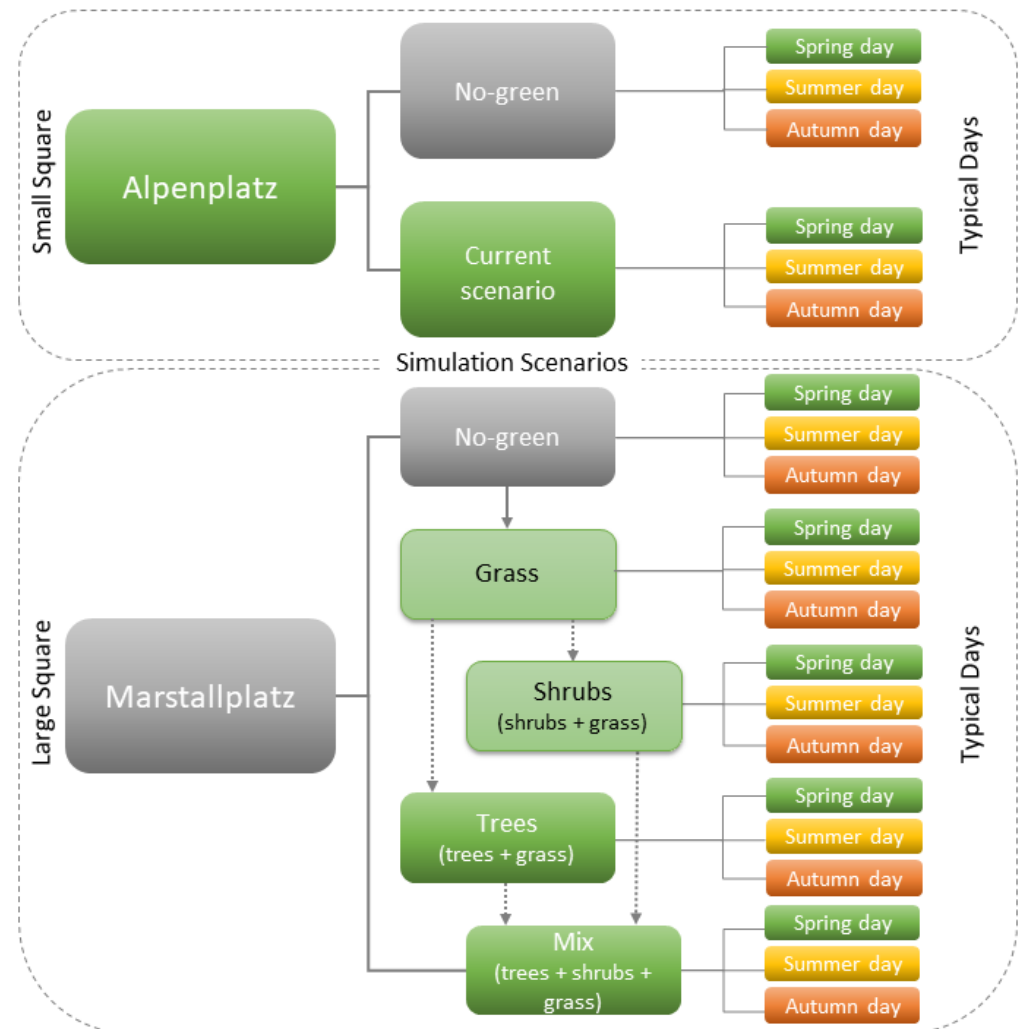 Small Square
Alpenplatz
No-green
Spring day
Summer day
Autumn day
Current
scenario
Spring day
Summer day
Autumn day
Typical Days
Simulation Scenarios
Large Square
Marstallplatz
No-green
Spring day
Summer day
Autumn day
Grass
Spring day
Summer day
Autumn day
Shrubs
(shrubs + grass)
Spring day
Summer day
Autumn day
Trees
(trees + grass)
Spring day
Summer day
Autumn day
Mix
(trees + shrubs +
grass)
Spring day
Summer day
Autumn day
Typical Days